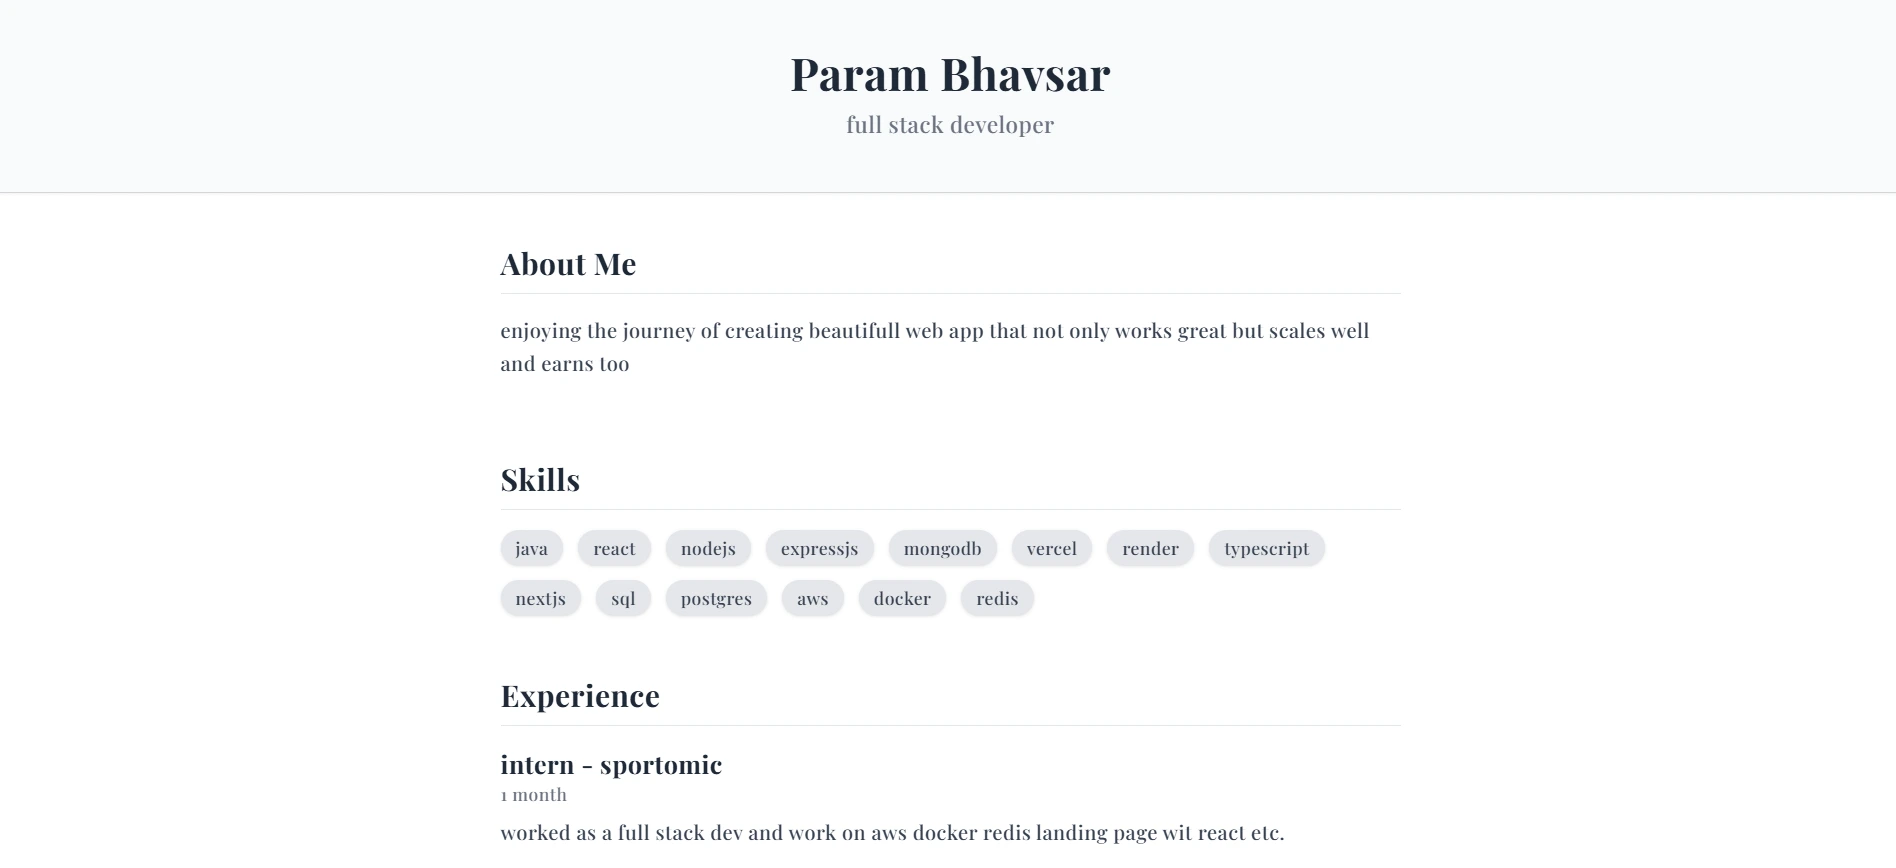 Param Bhavsar
full stack developer
About Me
enjoying the journey of creating beautifull web app that not only works great but scales well
and earns too
Skills
java react nodejs expressjs mongodb vercel render typescript
nextjs sql postgres aws docker redis
Experience
intern - sportomic
1 month
worked as a full stack dev and work on aws docker redis landing page wit react etc.